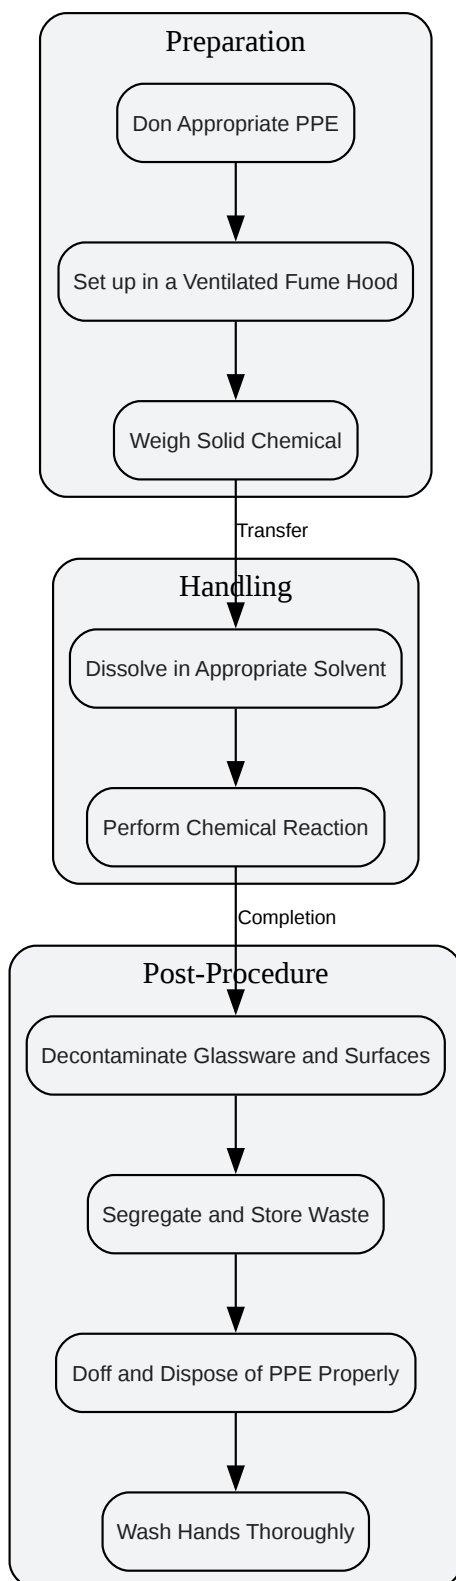 Preparation
Don Appropriate PPE
Set up in a Ventilated Fume Hood
Weigh Solid Chemical
Transfer
Handling
Dissolve in Appropriate Solvent
Perform Chemical Reaction
Completion
Post-Procedure
Decontaminate Glassware and Surfaces
Segregate and Store Waste
Doff and Dispose of PPE Properly
Wash Hands Thoroughly